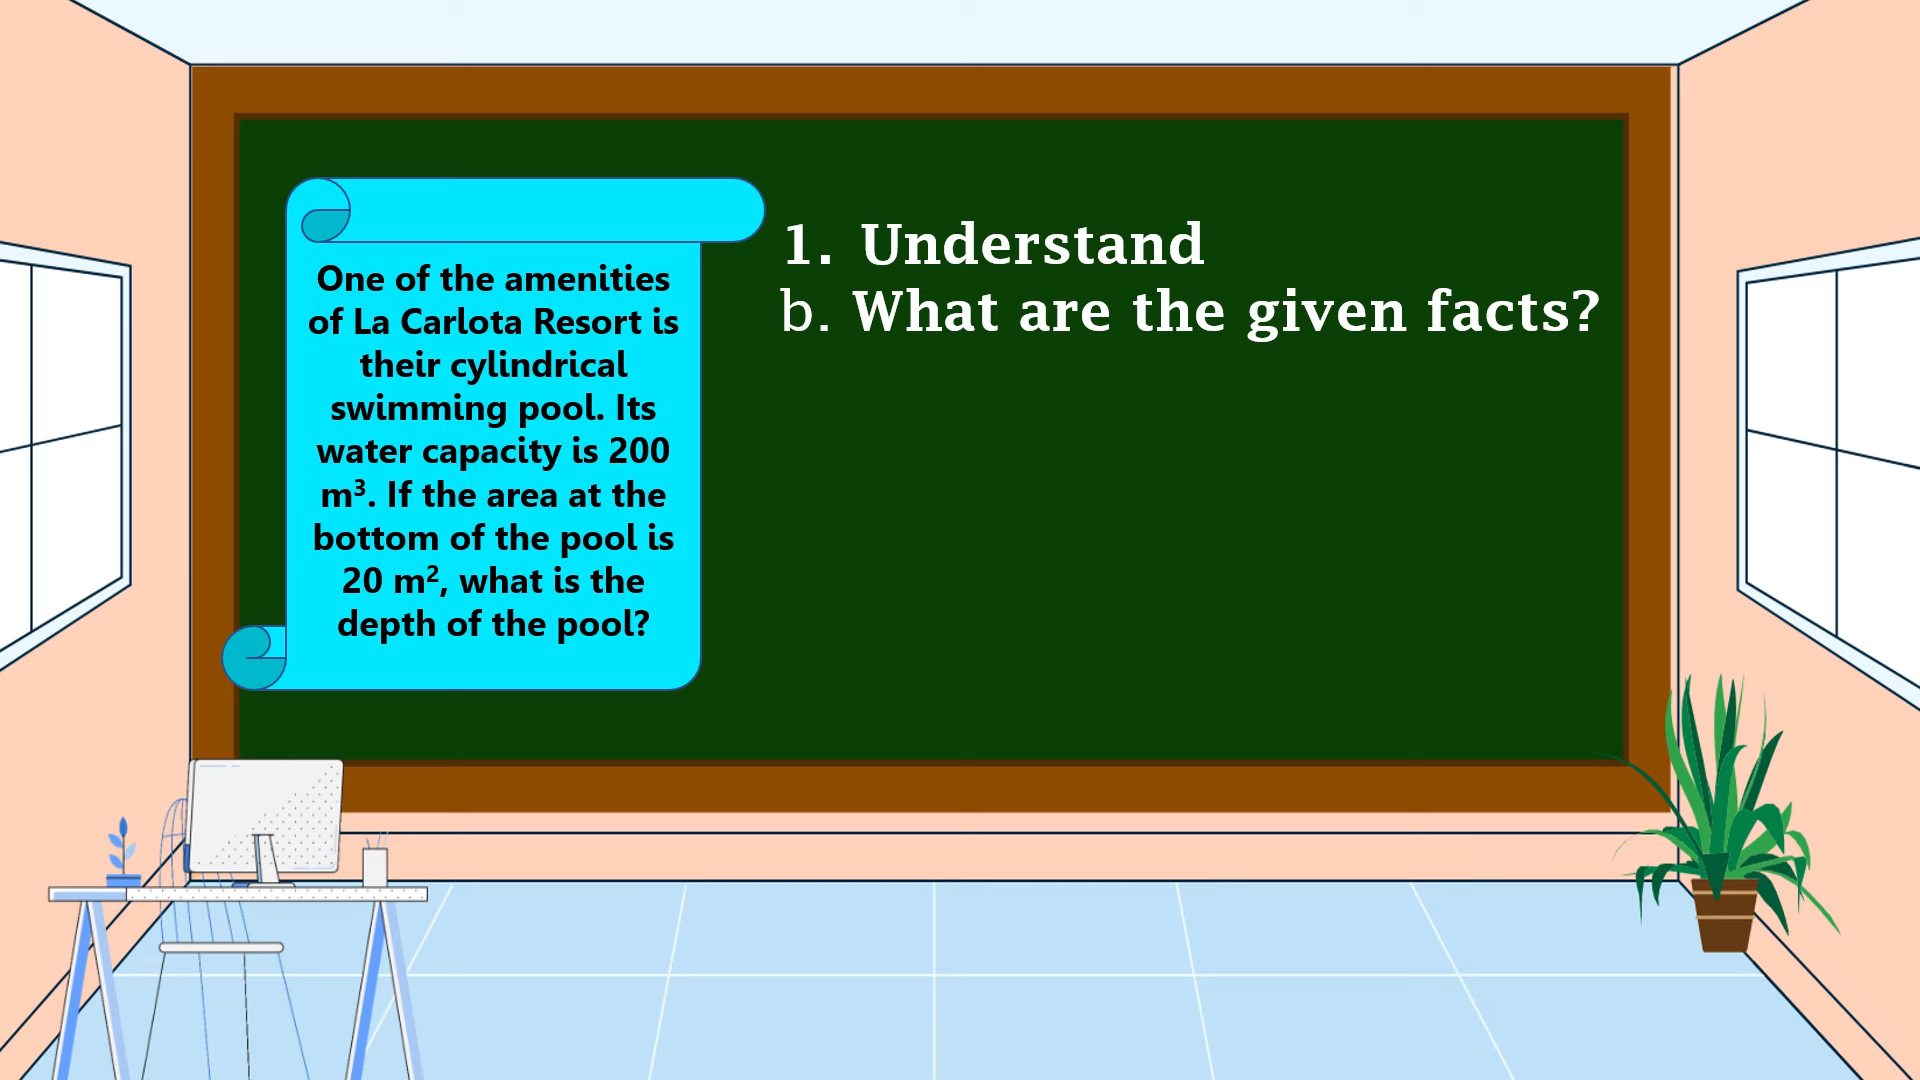 One of the amenities
of La Carlota Resort is
their cylindrical
swimming pool. Its
water capacity is 200
m³. If the area at the
bottom of the pool is
20 m², what is the
depth of the pool?
1. Understand
b. What are the given facts?